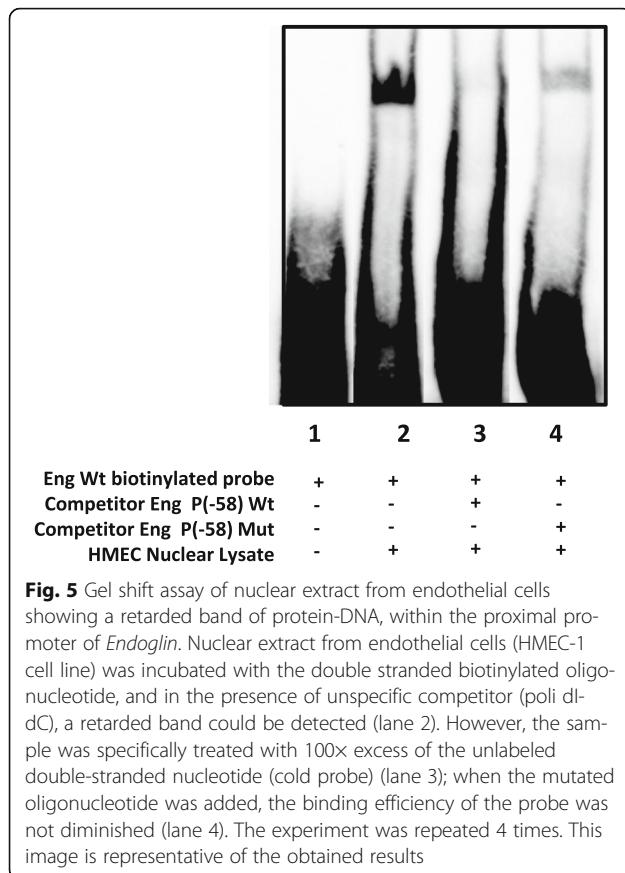 1 2 3 4
Eng Wt biotinylated probe + + + +
Competitor Eng P(-58) Wt - - + -
Competitor Eng P(-58) Mut - - - +
HMEC Nuclear Lysate - + + +
Fig. 5 Gel shift assay of nuclear extract from endothelial cells
showing a retarded band of protein-DNA, within the proximal pro-
moter of Endoglin. Nuclear extract from endothelial cells (HMEC-1
cell line) was incubated with the double stranded biotinylated oligo-
nucleotide, and in the presence of unspecific competitor (poli dI-
dC), a retarded band could be detected (lane 2). However, the sam-
ple was specifically treated with 100× excess of the unlabeled
double-stranded nucleotide (cold probe) (lane 3); when the mutated
oligonucleotide was added, the binding efficiency of the probe was
not diminished (lane 4). The experiment was repeated 4 times. This
image is representative of the obtained results